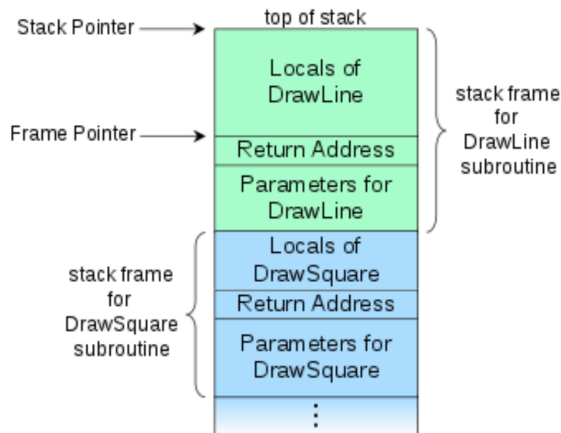 top of stack
Stack Pointer
Locals of
DrawLine
stack frame
for
DrawLine
subroutine
Frame Pointer
Return Address
Parameters for
DrawLine
Locals of
DrawSquare
stack frame
for
DrawSquare
subroutine
Return Address
Parameters for
DrawSquare